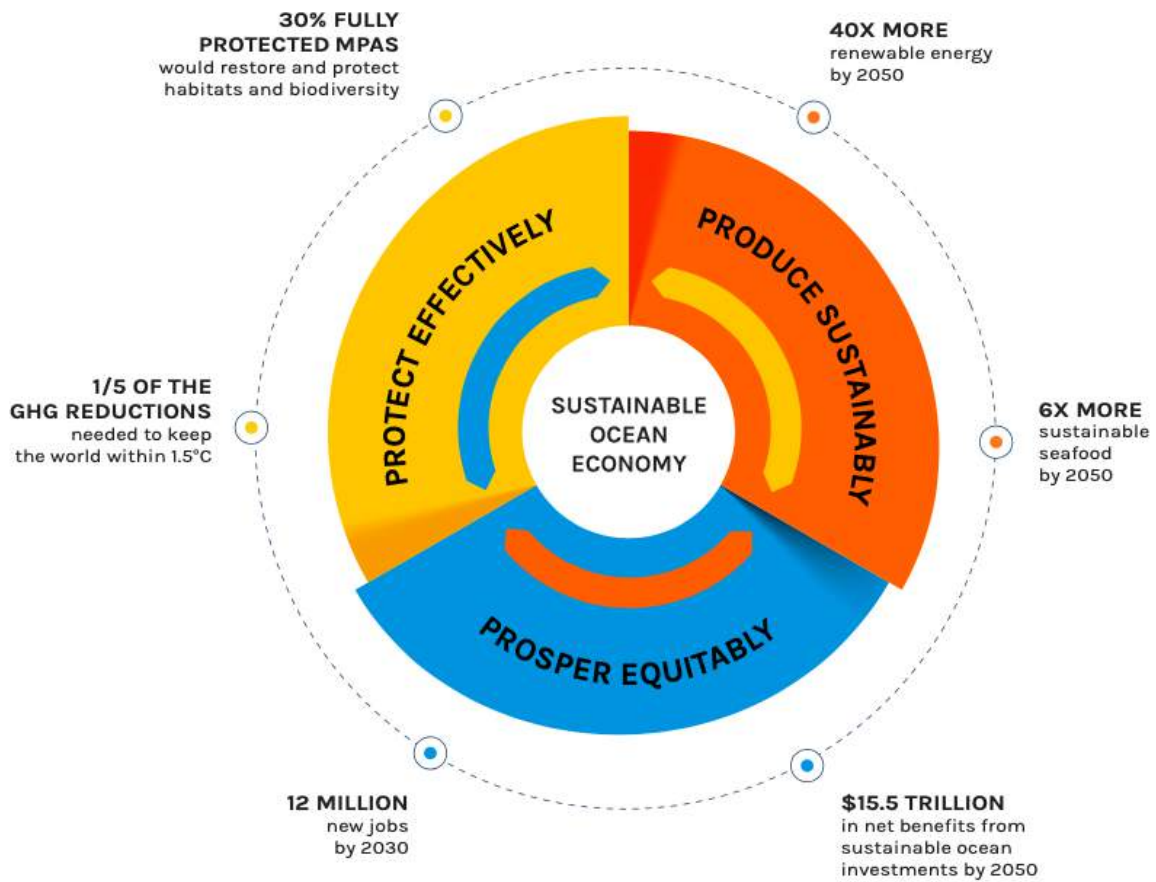 30% FULLY
PROTECTED MPAS
would restore and protect
habitats and biodiversity
40X MORE
renewable energy
by 2050
PROTECT EFFECTIVELY
PRODUCE SUSTAINABLY
1/5 OF THE
GHG REDUCTIONS
needed to keep
the world within 1.5°C
SUSTAINABLE
OCEAN
ECONOMY
6X MORE
sustainable
seafood
by 2050
PROSPER EQUITABLY
12 MILLION
new jobs
by 2030
$15.5 TRILLION
in net benefits from
sustainable ocean
investments by 2050